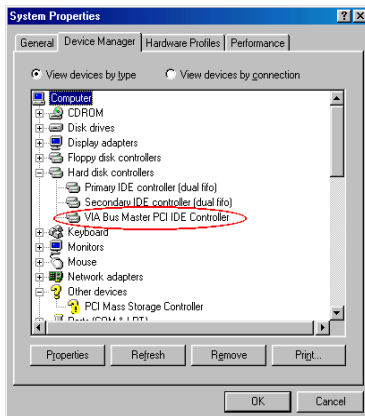 System Properties
General Device Manager Hardware Profiles Performance
View devices by type View devices by connection
Computer
CDROM
Disk drives
Display adapters
Floppy disk controllers
Hard disk controllers
Primary IDE controller (dual fifo)
Secondary IDE controller (dual fifo)
VIA Bus Master PCI IDE Controller
Keyboard
Monitors
Mouse
Network adapters
Other devices
PCI Mass Storage Controller
Ports (COM & LPT)
Properties Refresh Remove Print...
OK Cancel